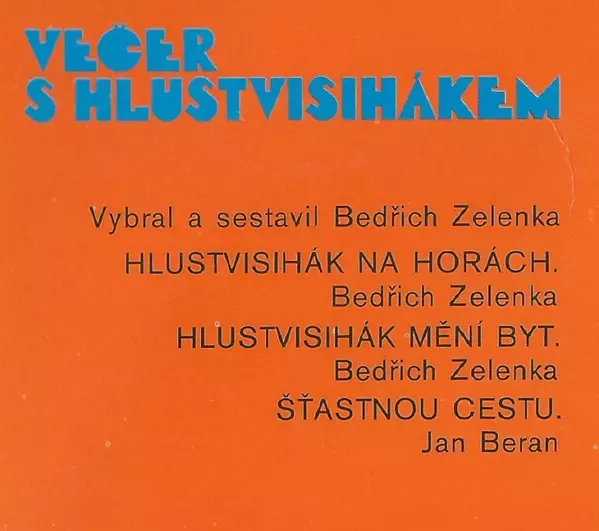 VEČER
S HLUSTVISIHÁKEM
Vybral a sestavil Bedřich Zelenka
HLUSTVISIHÁK NA HORÁCH.
Bedřich Zelenka
HLUSTVISIHÁK MĚNÍ BYT.
Bedřich Zelenka
ŠŤASTNOU CESTU.
Jan Beran